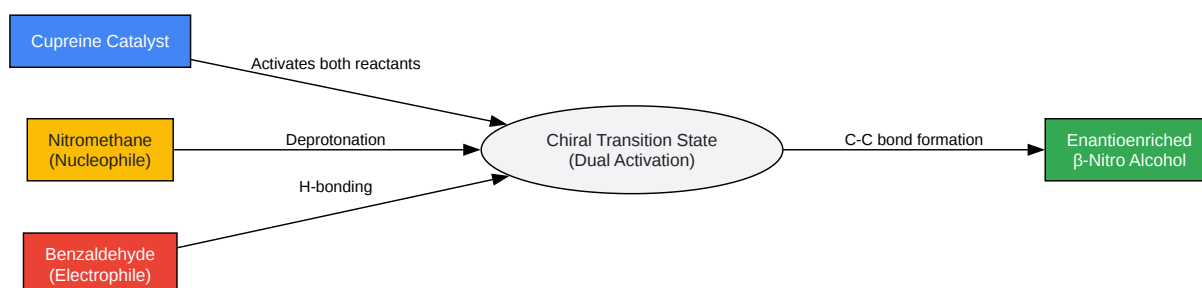 Cupreine Catalyst
Activates both reactants
Nitromethane
(Nucleophile)
Deprotonation
H-bonding
Benzaldehyde
(Electrophile)
Chiral Transition State
(Dual Activation)
C-C bond formation
Enantioenriched
β-Nitro Alcohol